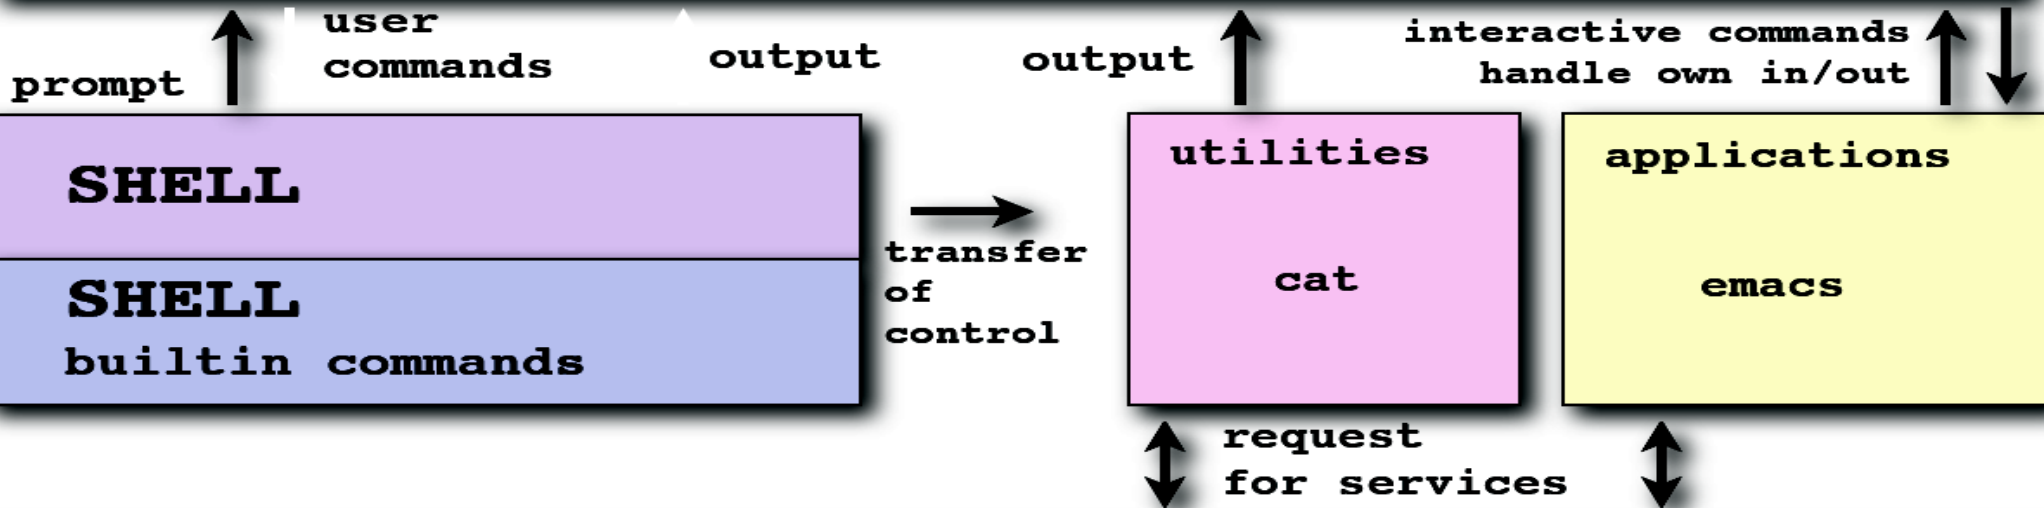 user
commands
prompt
output
output
interactive commands
handle own in/out
SHELL
SHELL
builtin commands
transfer
of
control
utilities
cat
applications
emacs
request
for services